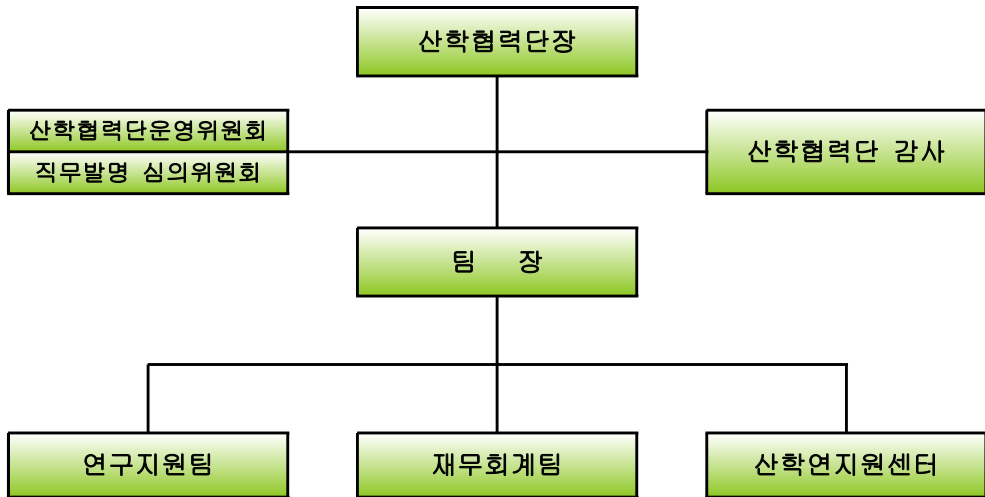 산학협력단장
산학협력단운영위원회
직무발명 심의위원회
산학협력단 감사
팀 장
연구지원팀
재무회계팀
산학연지원센터